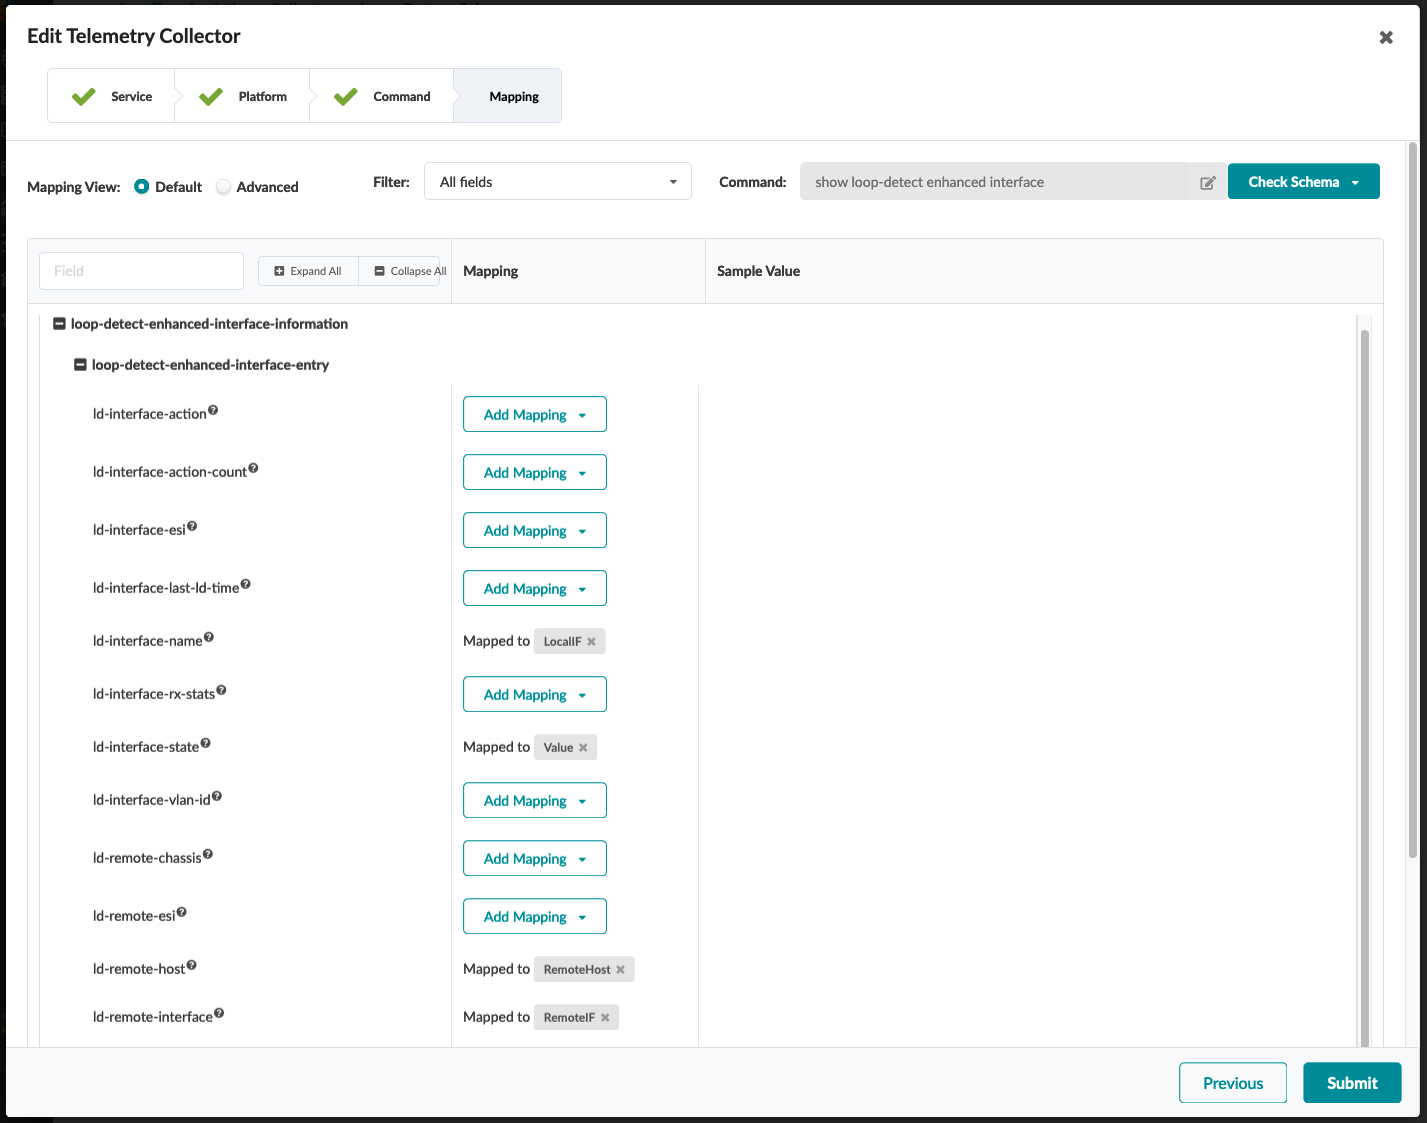 Edit Telemetry Collector
Service
Platform
Command
Mapping
Mapping View: Default Advanced
Filter: All fields
Command: show loop-detect enhanced interface
Check Schema
Field
Expand All
Collapse All
Mapping
Sample Value
loop-detect-enhanced-interface-information
loop-detect-enhanced-interface-entry
ld-interface-action Add Mapping
ld-interface-action-count Add Mapping
ld-interface-esi Add Mapping
ld-interface-last-ld-time Add Mapping
ld-interface-name Mapped to LocalIF
ld-interface-rx-stats Add Mapping
ld-interface-state Mapped to Value
ld-interface-vlan-id Add Mapping
ld-remote-chassis Add Mapping
ld-remote-esi Add Mapping
ld-remote-host Mapped to RemoteHost
ld-remote-interface Mapped to RemoteIF
Previous
Submit